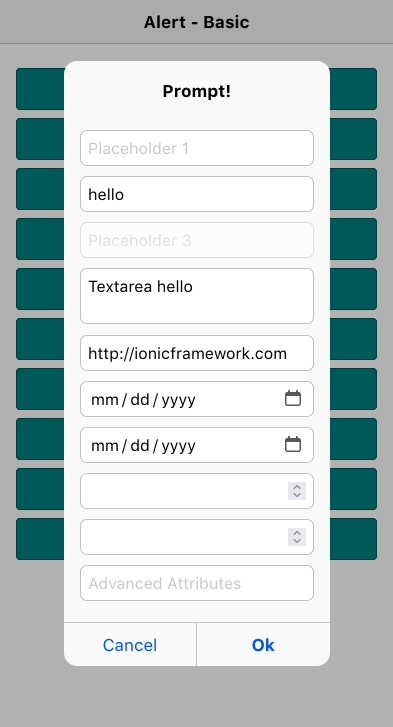 Alert - Basic
Prompt!
Placeholder 1
hello
Placeholder 3
Textarea hello
http://ionicframework.com
mm/dd/yyyy
mm/dd/yyyy
Advanced Attributes
Cancel
Ok